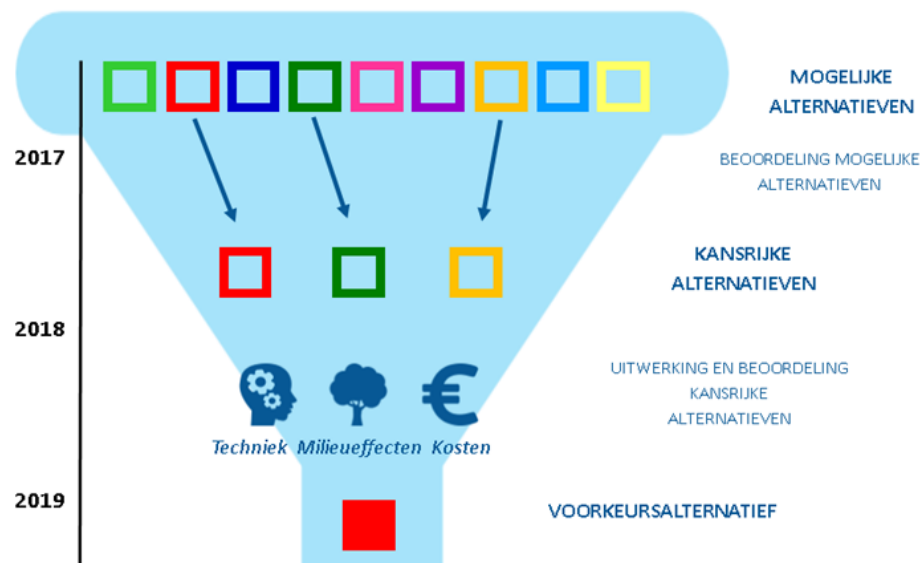 MOGELIJKE
ALTERNATIEVEN
2017
BEOORDELING MOGELIJKE
ALTERNATIEVEN
KANSRIJKE
ALTERNATIEVEN
2018
UITWERKING EN BEOORDELING
KANSRIJKE
ALTERNATIEVEN
€
Techniek Milieueffecten Kosten
2019
VOORKEURSALTERNATIEF